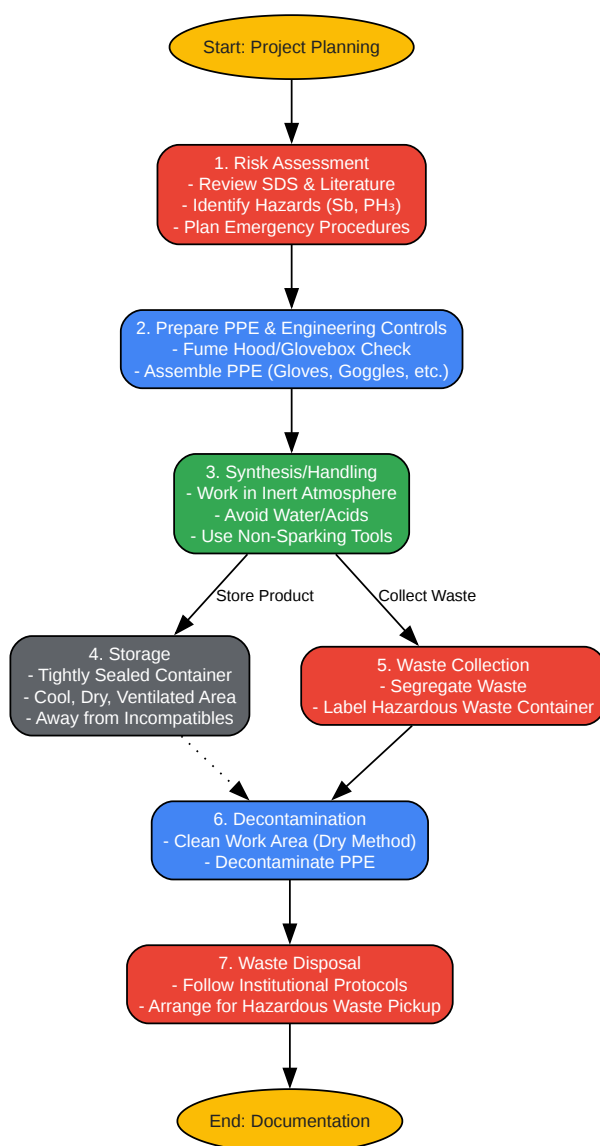 Start: Project Planning
1. Risk Assessment
- Review SDS & Literature
- Identify Hazards (Sb, PH₃)
- Plan Emergency Procedures
2. Prepare PPE & Engineering Controls
- Fume Hood/Glovebox Check
- Assemble PPE (Gloves, Goggles, etc.)
3. Synthesis/Handling
- Work in Inert Atmosphere
- Avoid Water/Acids
- Use Non-Sparking Tools
Store Product
Collect Waste
4. Storage
- Tightly Sealed Container
- Cool, Dry, Ventilated Area
- Away from Incompatibles
5. Waste Collection
- Segregate Waste
- Label Hazardous Waste Container
6. Decontamination
- Clean Work Area (Dry Method)
- Decontaminate PPE
7. Waste Disposal
- Follow Institutional Protocols
- Arrange for Hazardous Waste Pickup
End: Documentation